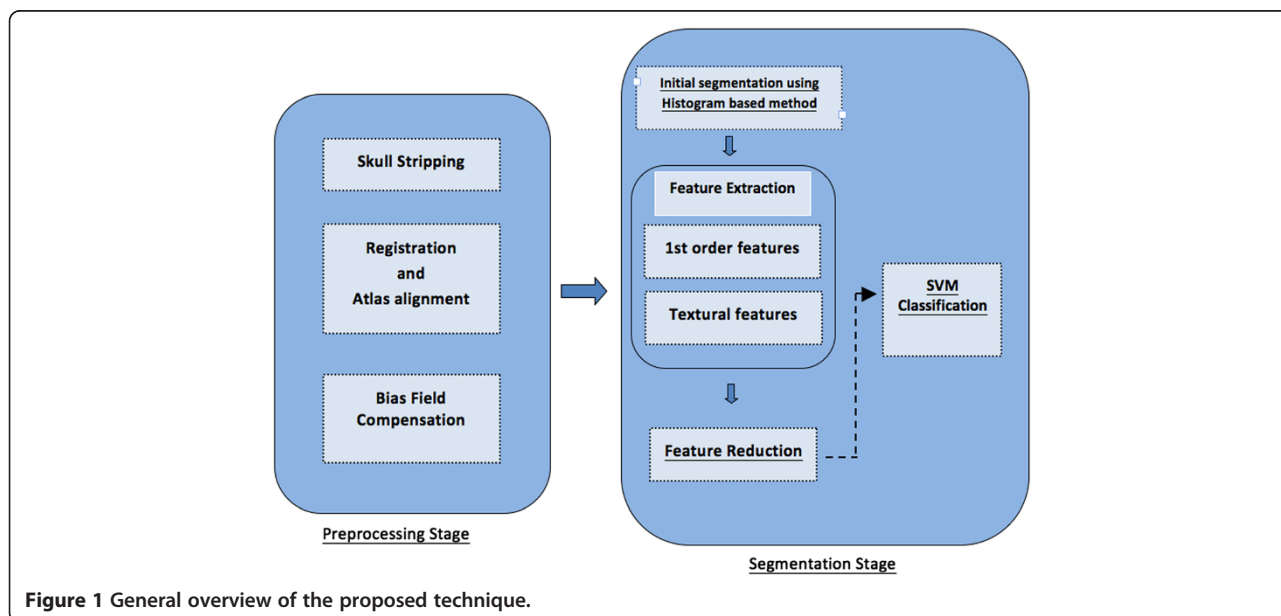 Skull Stripping
Registration
and
Atlas alignment
Bias Field
Compensation
Preprocessing Stage
Initial segmentation using
Histogram based method
Feature Extraction
1st order features
Textural features
Feature Reduction
SVM
Classification
Segmentation Stage
Figure 1 General overview of the proposed technique.